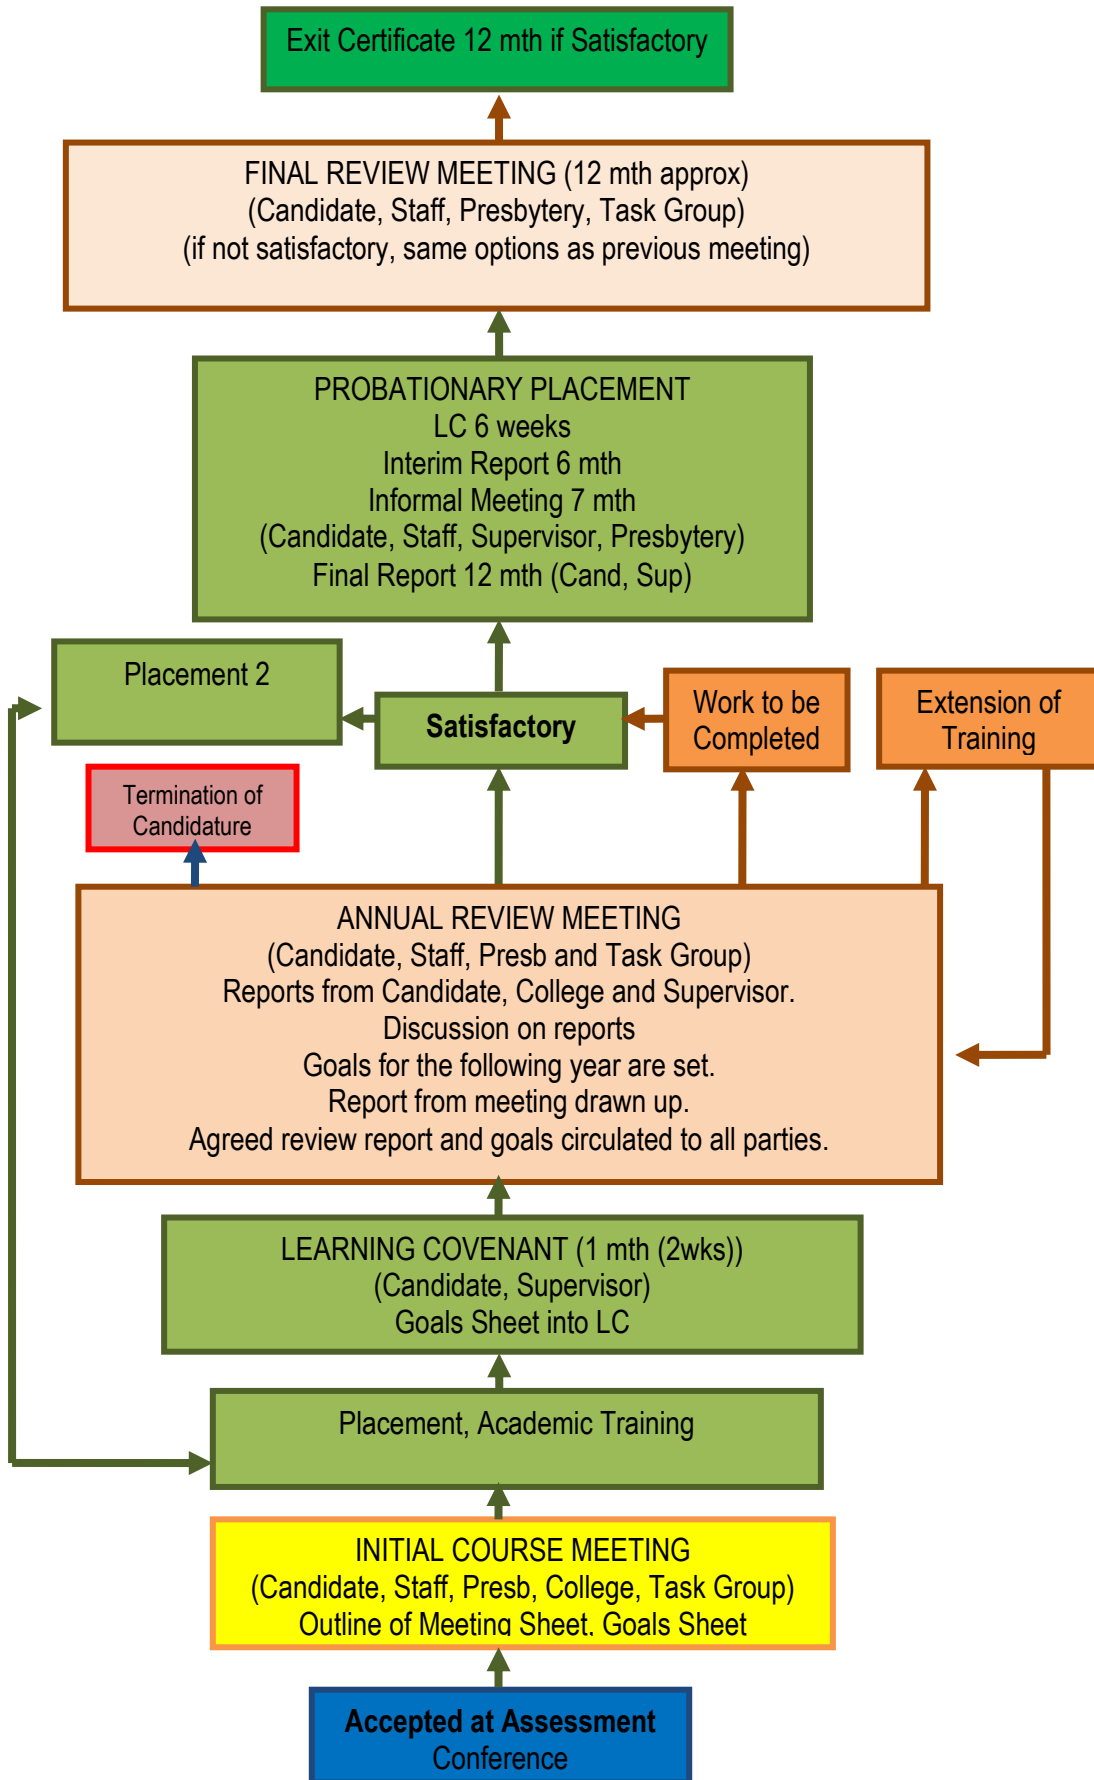 Exit Certificate 12 mth if Satisfactory
FINAL REVIEW MEETING (12 mth approx)
(Candidate, Staff, Presbytery, Task Group)
(if not satisfactory, same options as previous meeting)
PROBATIONARY PLACEMENT
LC 6 weeks
Interim Report 6 mth
Informal Meeting 7 mth
(Candidate, Staff, Supervisor, Presbytery)
Final Report 12 mth (Cand, Sup)
Placement 2
Satisfactory
Work to be
Completed
Extension of
Training
Termination of
Candidature
ANNUAL REVIEW MEETING
(Candidate, Staff, Presb and Task Group)
Reports from Candidate, College and Supervisor.
Discussion on reports
Goals for the following year are set.
Report from meeting drawn up.
Agreed review report and goals circulated to all parties.
LEARNING COVENANT (1 mth (2wks))
(Candidate, Supervisor)
Goals Sheet into LC
Placement, Academic Training
INITIAL COURSE MEETING
(Candidate, Staff, Presb, College, Task Group)
Outline of Meeting Sheet. Goals Sheet
Accepted at Assessment
Conference